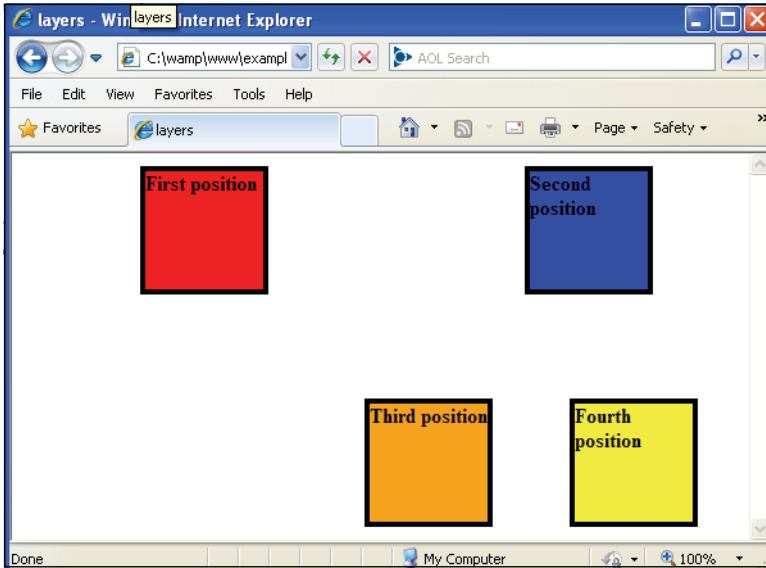 layers - Win Internet Explorer
layers
C:\wamp\www\exampl
AOL Search
File Edit View Favorites Tools Help
Favorites
layers
Page
Safety
First position
Second
position
Third position
Fourth
position
Done
My Computer
100%